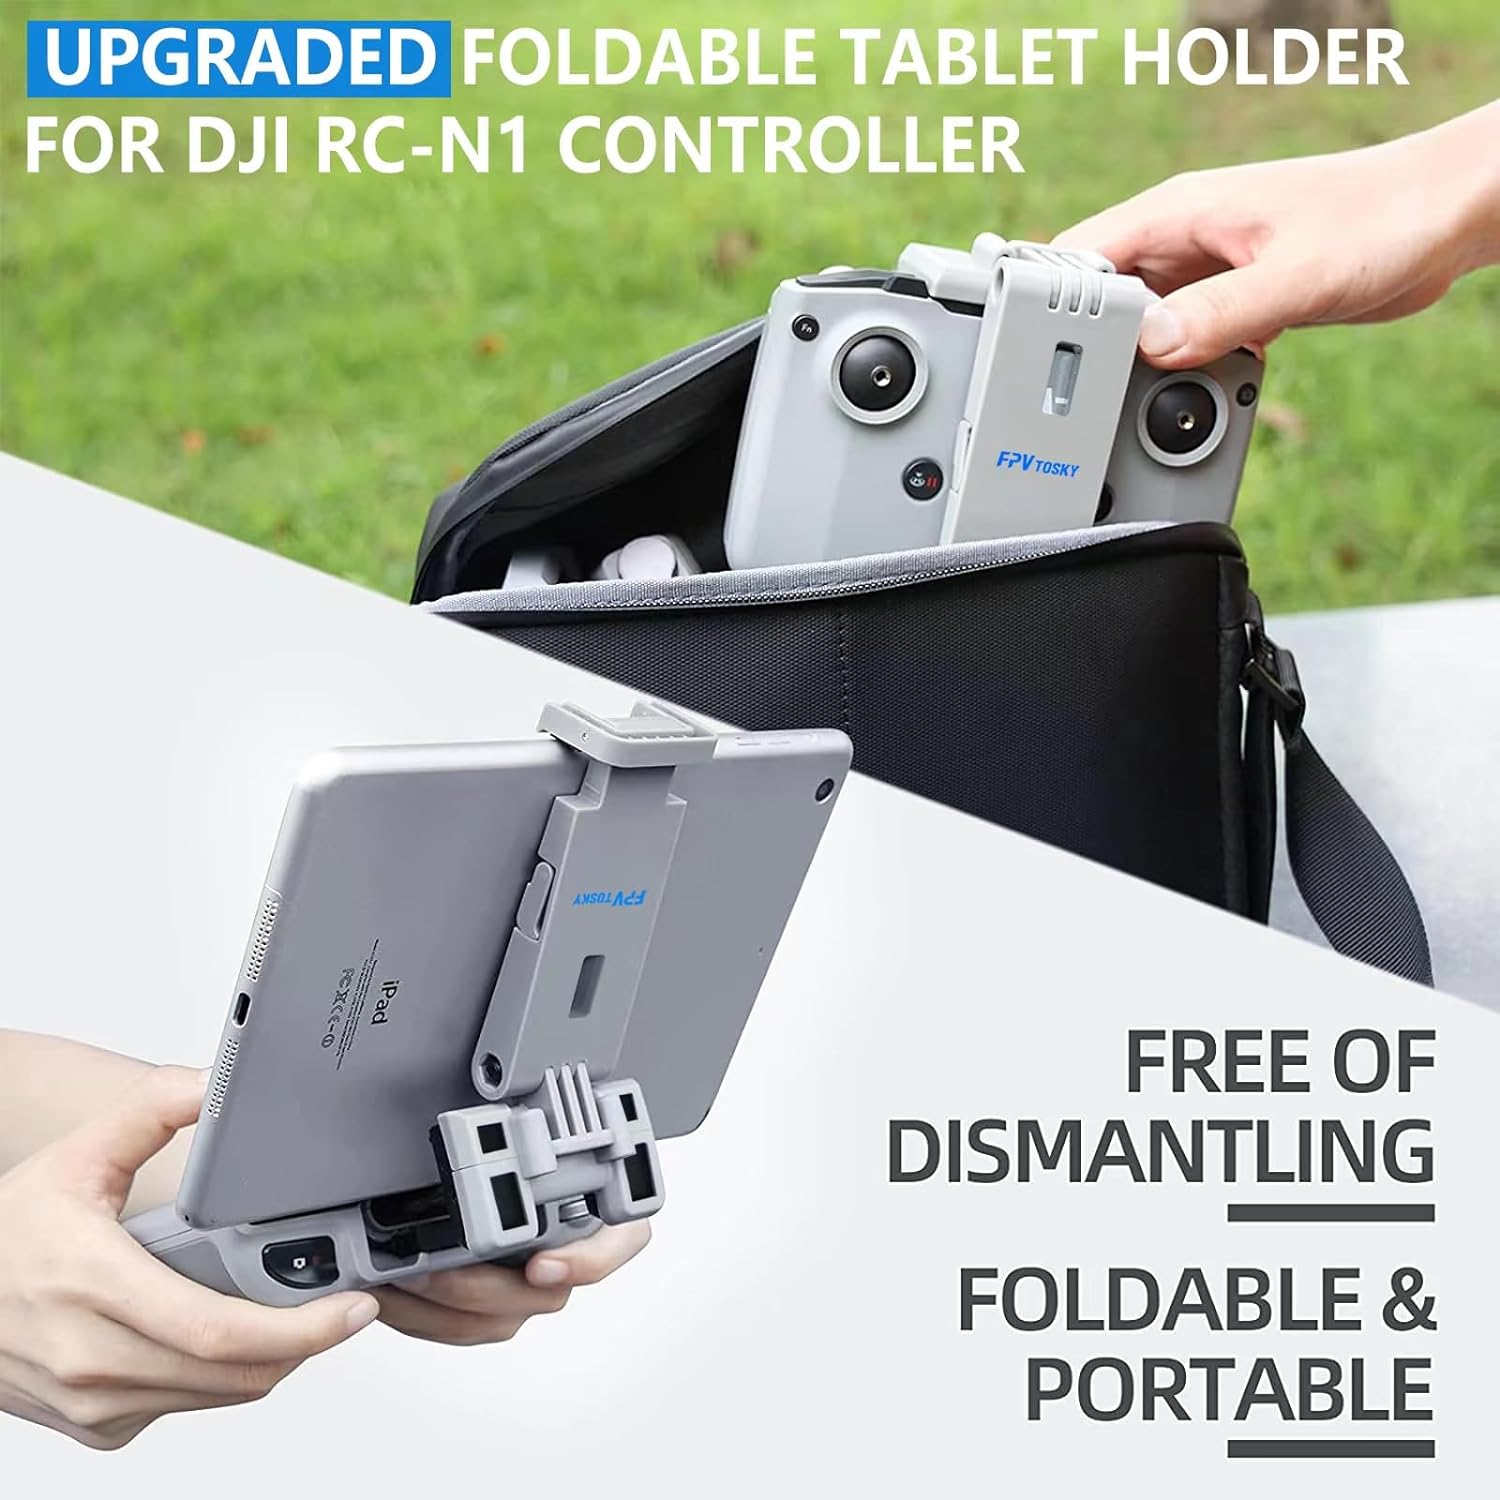 UPGRADED FOLDABLE TABLET HOLDER
FOR DJI RC-N1 CONTROLLER
Fn
FPV TOSKY
FPV TOSKY
iPad
FREE OF
DISMANTLING
FOLDABLE &
PORTABLE